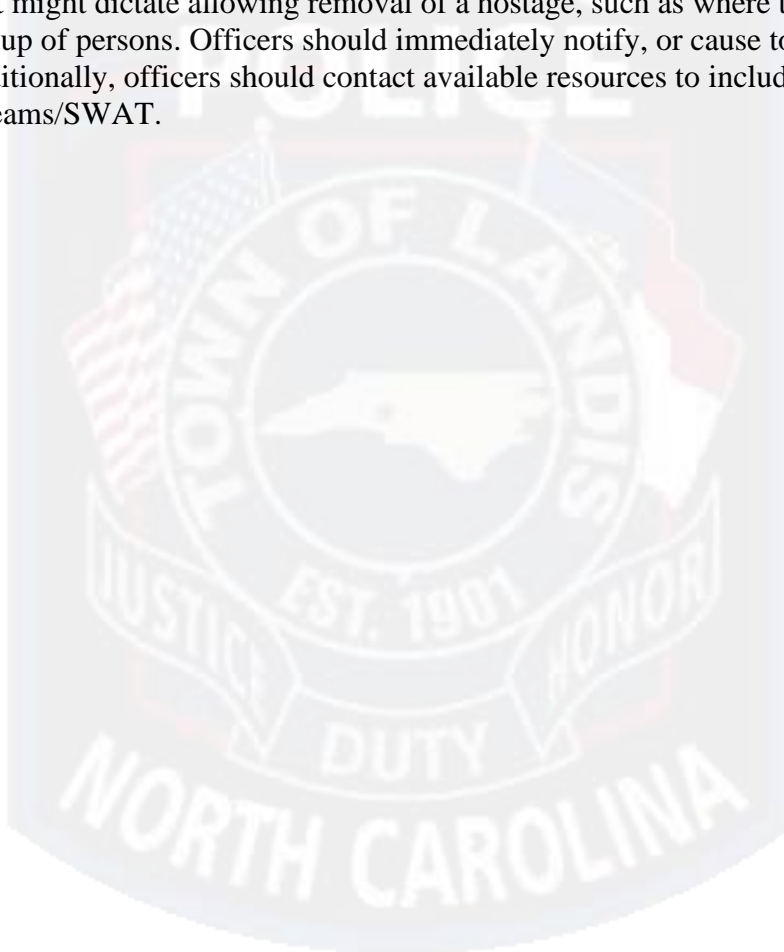 might dictate allowing removal of a hostage, such as where
up of persons. Officers should immediately notify, or cause to
ditionally, officers should contact available resources to includ
eams/SWAT.
POLICE
TOWN OF LANDIS
EST. 1901
JUSTICE
DUTY
HONOR
NORTH CAROLINA